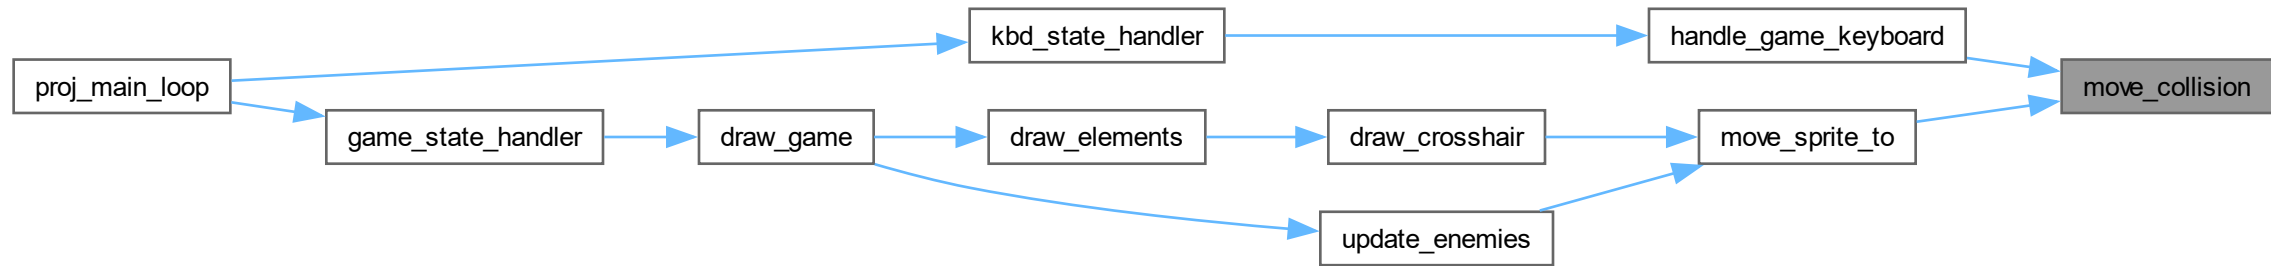 kbd_state_handler
handle_game_keyboard
proj_main_loop
move_collision
game_state_handler
draw_game
draw_elements
draw_crosshair
move_sprite_to
update_enemies